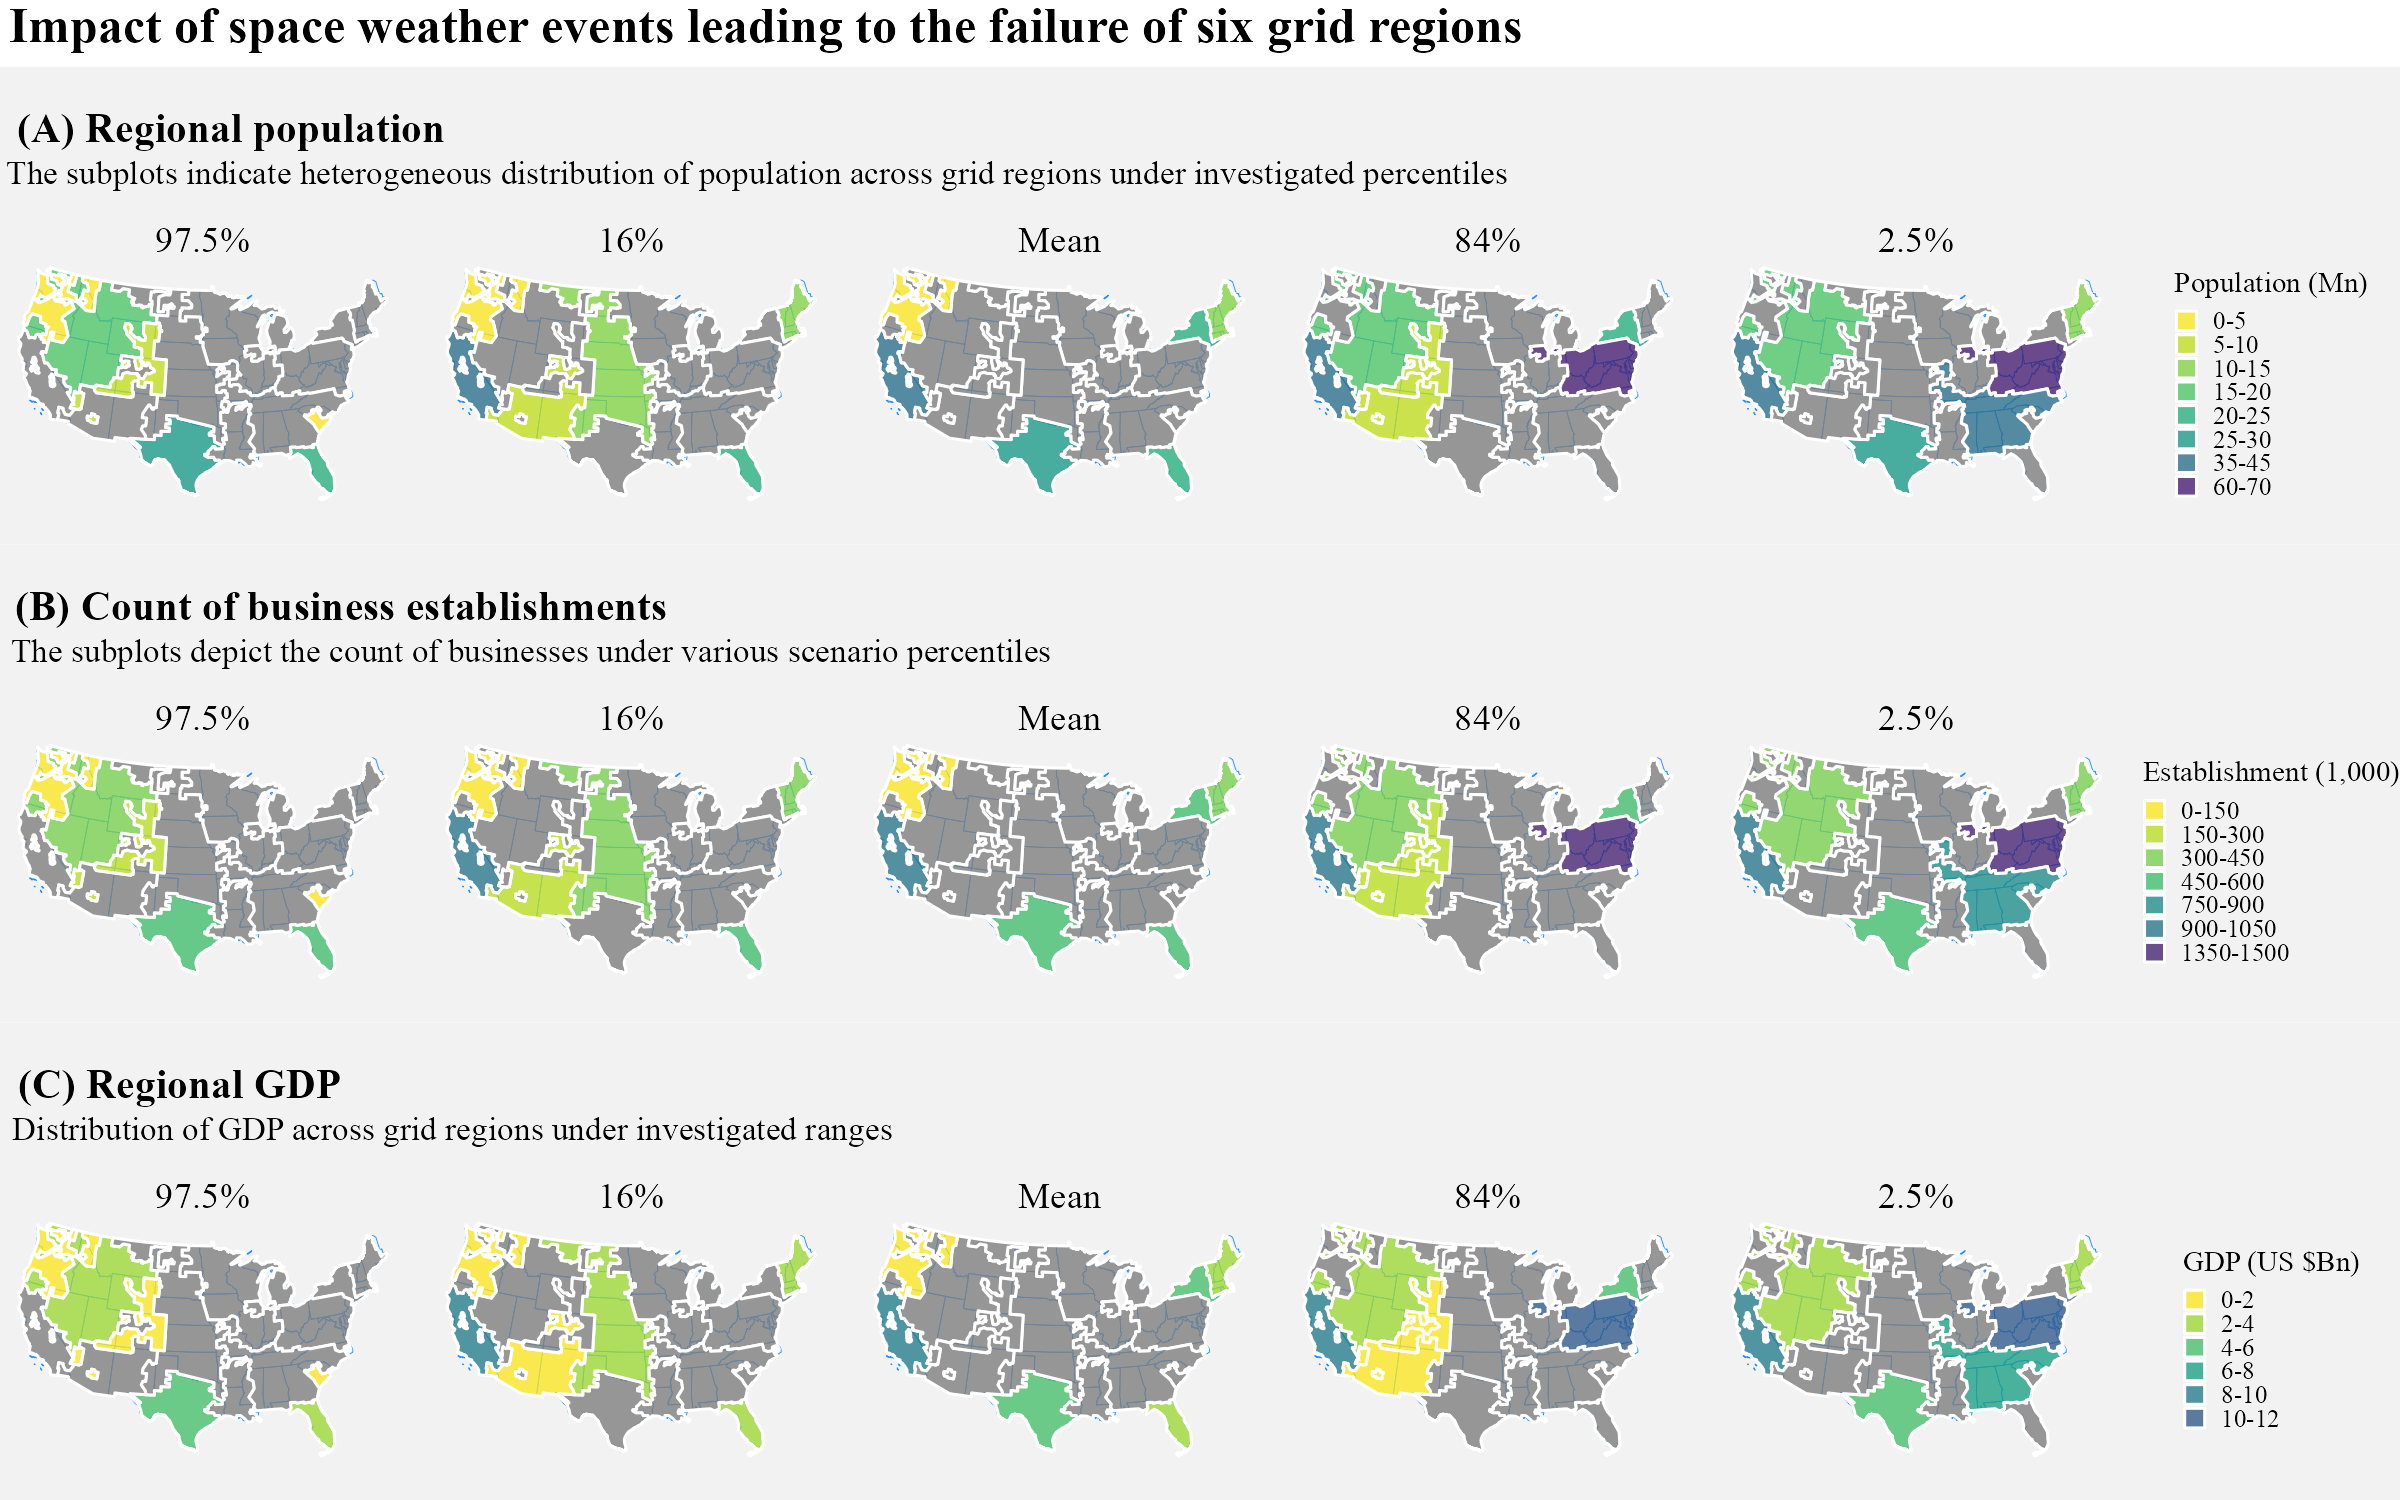 Impact of space weather events leading to the failure of six grid regions
(A) Regional population
The subplots indicate heterogeneous distribution of population across grid regions under investigated percentiles
97.5% 16% Mean 84% 2.5%
Population (Mn)
0-5
5-10
10-15
15-20
20-25
25-30
35-45
60-70
(B) Count of business establishments
The subplots depict the count of businesses under various scenario percentiles
97.5% 16% Mean 84% 2.5%
Establishment (1,000)
0-150
150-300
300-450
450-600
750-900
900-1050
1350-1500
(C) Regional GDP
Distribution of GDP across grid regions under investigated ranges
97.5% 16% Mean 84% 2.5%
GDP (US $Bn)
0-2
2-4
4-6
6-8
8-10
10-12